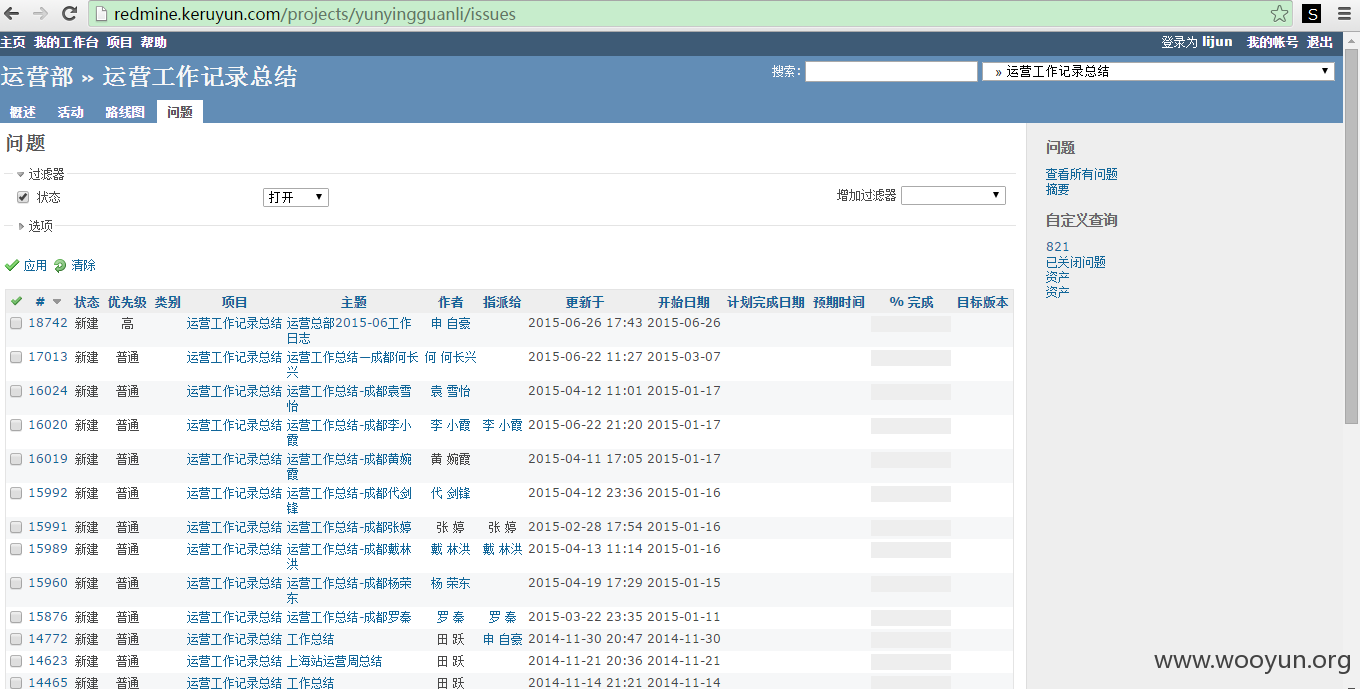 redmine.keruyun.com/projects/yunyingguanli/issues
主页 我的工作台 项目 帮助 登录为 lijun 我的帐号 退出
运营部 » 运营工作记录总结 搜索: » 运营工作记录总结
概述 活动 路线图 问题
问题
过滤器
状态 打开 增加过滤器
选项
应用 清除
# 状态 优先级 类别 项目 主题 作者 指派给 更新于 开始日期 计划完成日期 预期时间 % 完成 目标版本
18742 新建 高 运营工作记录总结 运营总部2015-06工作日志 申 自豪 2015-06-26 17:43 2015-06-26
17013 新建 普通 运营工作记录总结 运营工作总结—成都何长兴 何 何长兴 2015-06-22 11:27 2015-03-07
16024 新建 普通 运营工作记录总结 运营工作总结-成都袁雪怡 袁 雪怡 2015-04-12 11:01 2015-01-17
16020 新建 普通 运营工作记录总结 运营工作总结-成都李小霞 李 小霞 李 小霞 2015-06-22 21:20 2015-01-17
16019 新建 普通 运营工作记录总结 运营工作总结-成都黄婉霞 黄 婉霞 2015-04-11 17:05 2015-01-17
15992 新建 普通 运营工作记录总结 运营工作总结-成都代剑锋 代 剑锋 2015-04-12 23:36 2015-01-16
15991 新建 普通 运营工作记录总结 运营工作总结-成都张婷 张 婷 张 婷 2015-02-28 17:54 2015-01-16
15989 新建 普通 运营工作记录总结 运营工作总结-成都戴林洪 戴 林洪 戴 林洪 2015-04-13 11:14 2015-01-16
15960 新建 普通 运营工作记录总结 运营工作总结-成都杨荣东 杨 荣东 2015-04-19 17:29 2015-01-15
15876 新建 普通 运营工作记录总结 运营工作总结-成都罗秦 罗 秦 罗 秦 2015-03-22 23:35 2015-01-11
14772 新建 普通 运营工作记录总结 工作总结 田 跃 申 自豪 2014-11-30 20:47 2014-11-30
14623 新建 普通 运营工作记录总结 上海站运营周总结 田 跃 2014-11-21 20:36 2014-11-21
14465 新建 普通 运营工作记录总结 工作总结 田 跃 2014-11-14 21:21 2014-11-14
问题
查看所有问题
摘要
自定义查询
821
已关闭问题
资产
资产
S
www.wooyun.org